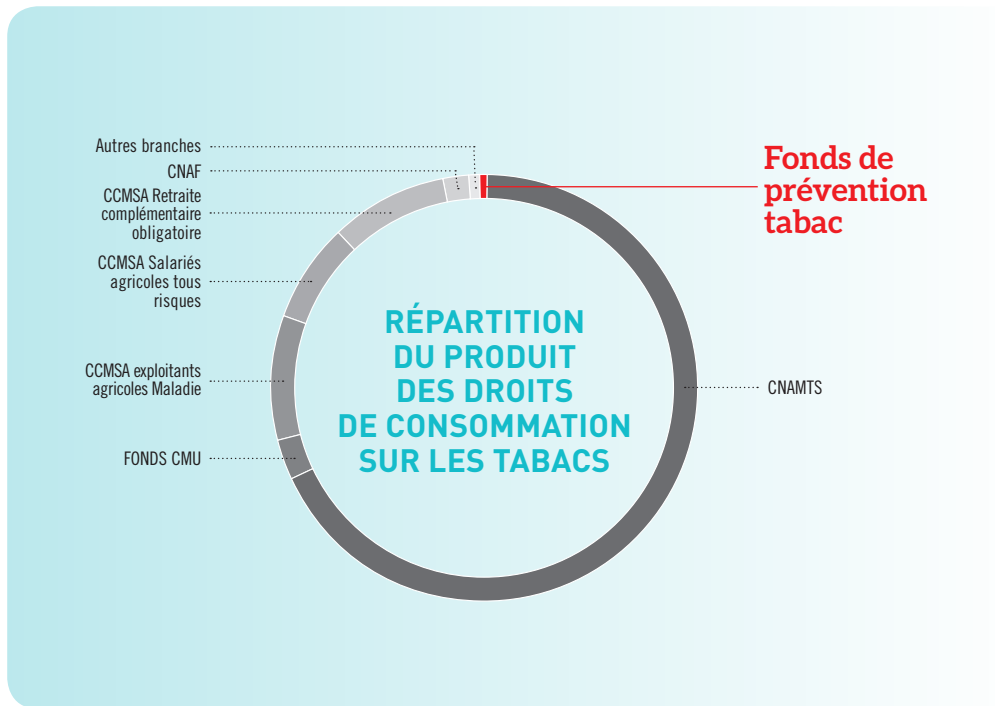 Autres branches
CNAF
CCMSA Retraite
complémentaire
obligatoire
CCMSA Salariés
agricoles tous
risques
CCMSA exploitants
agricoles Maladie
FONDS CMU
RÉPARTITION
DU PRODUIT
DES DROITS
DE CONSOMMATION
SUR LES TABACS
Fonds de
prévention
tabac
CNAMTS